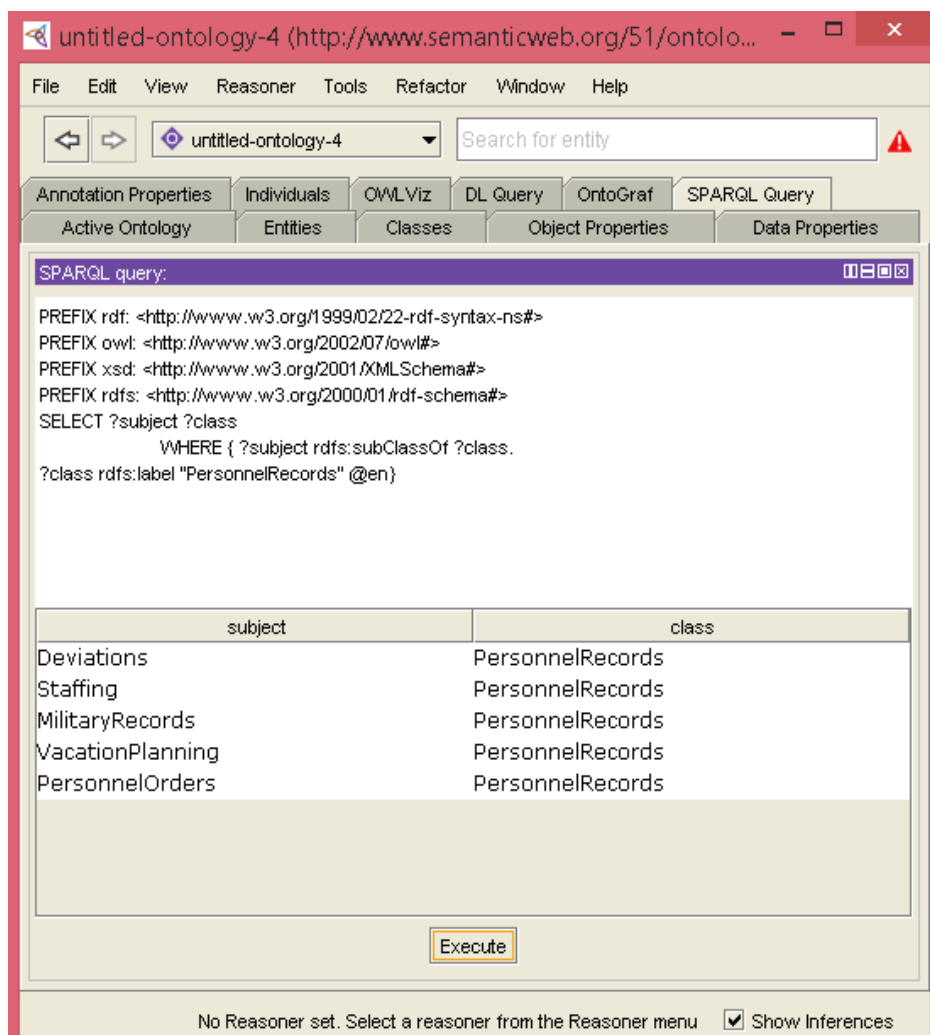 untitled-ontology-4 (http://www.semanticweb.org/51/ontolo...
File Edit View Reasoner Tools Refactor Window Help
untitled-ontology-4 Search for entity
Annotation Properties Individuals OWLViz DL Query OntoGraf SPARQL Query
Active Ontology Entities Classes Object Properties Data Properties
SPARQL query:
PREFIX rdf: <http://www.w3.org/1999/02/22-rdf-syntax-ns#>
PREFIX owl: <http://www.w3.org/2002/07/owl#>
PREFIX xsd: <http://www.w3.org/2001/XMLSchema#>
PREFIX rdfs: <http://www.w3.org/2000/01/rdf-schema#>
SELECT ?subject ?class
WHERE { ?subject rdfs:subClassOf ?class.
?class rdfs:label "PersonnelRecords" @en}
subject class
Deviations PersonnelRecords
Staffing PersonnelRecords
MilitaryRecords PersonnelRecords
VacationPlanning PersonnelRecords
PersonnelOrders PersonnelRecords
Execute
No Reasoner set. Select a reasoner from the Reasoner menu Show Inferences